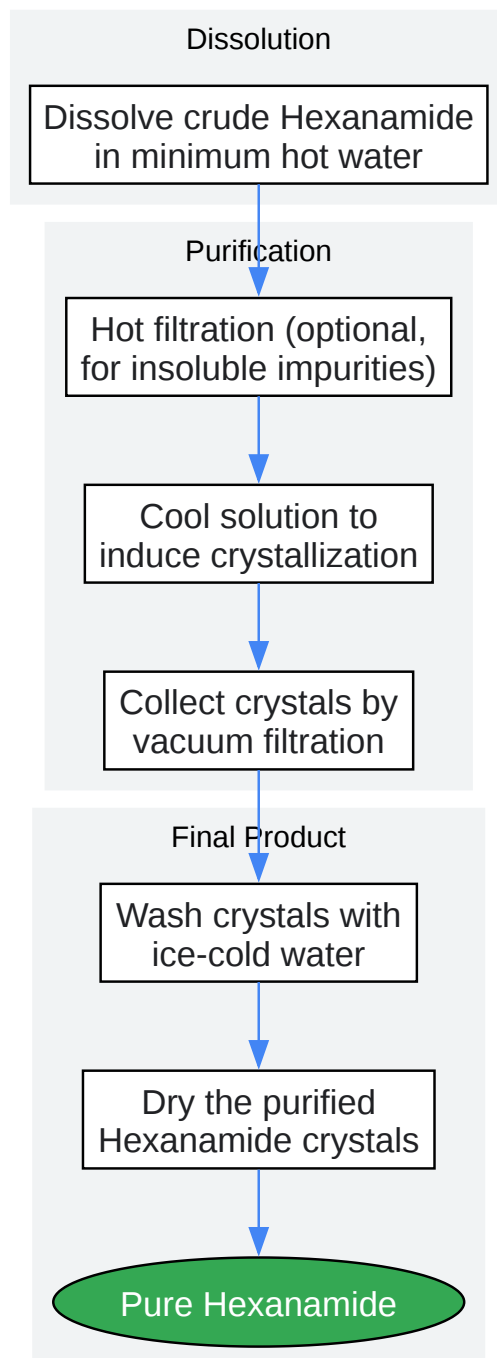 Dissolution
Dissolve crude Hexanamide
in minimum hot water
Purification
Hot filtration (optional,
for insoluble impurities)
Cool solution to
induce crystallization
Collect crystals by
vacuum filtration
Final Product
Wash crystals with
ice-cold water
Dry the purified
Hexanamide crystals
Pure Hexanamide